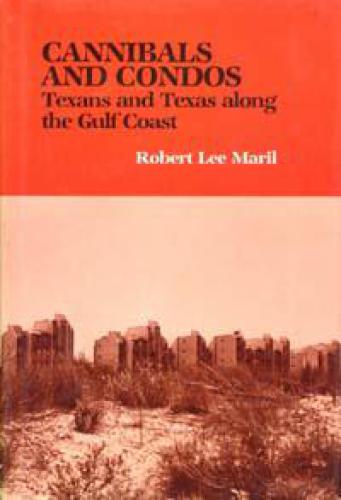 CANNIBALS
AND CONDOS
Texans and Texas along
the Gulf Coast
Robert Lee Maril